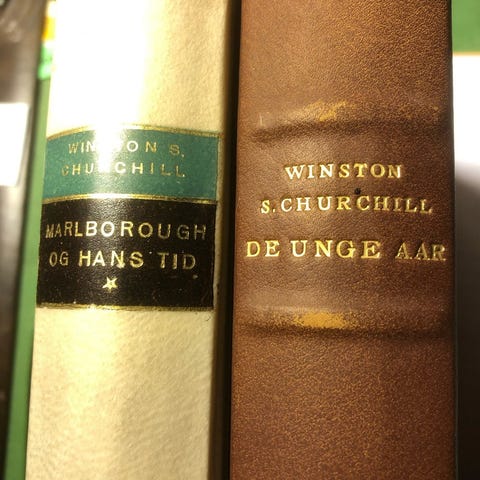 WINSTON S.
CHURCHILL
MARLBOROUGH
OG HANS TID
WINSTON
S. CHURCHILL
DE UNGE AAR